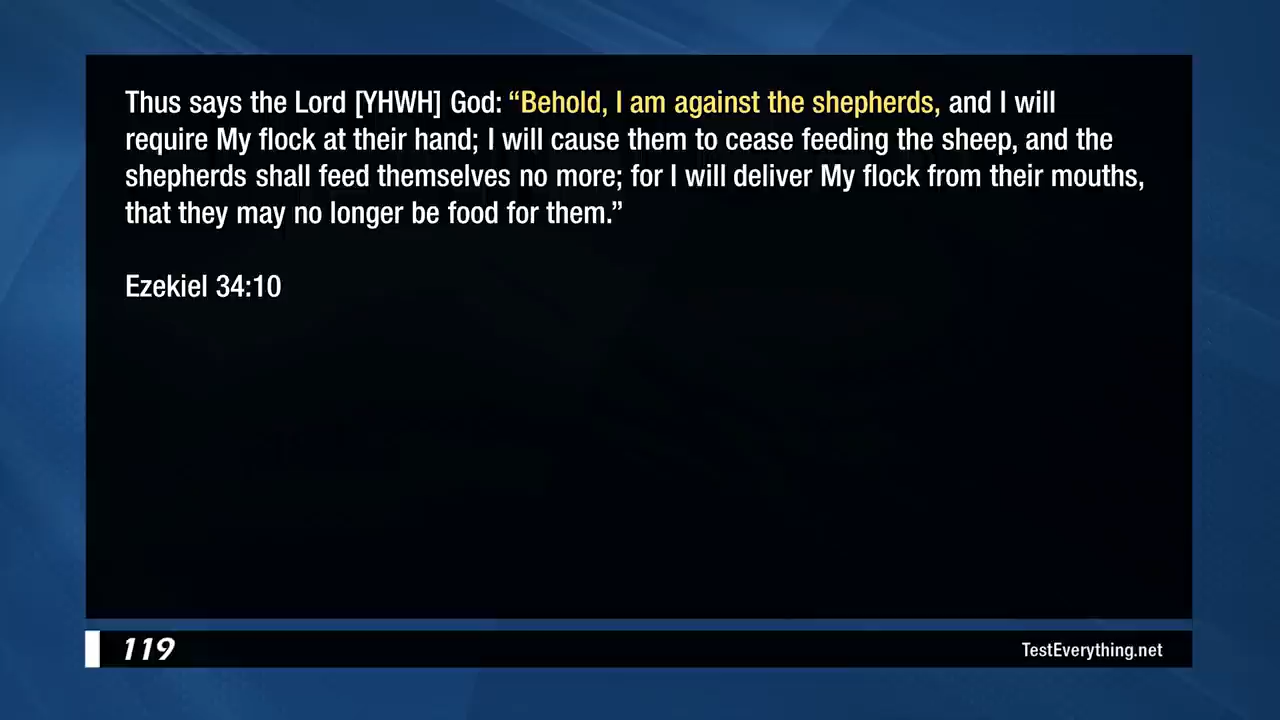 Thus says the Lord [YHWH] God: “Behold, I am against the shepherds, and I will
require My flock at their hand; I will cause them to cease feeding the sheep, and the
shepherds shall feed themselves no more; for I will deliver My flock from their mouths,
that they may no longer be food for them.”
Ezekiel 34:10
119
TestEverything.net